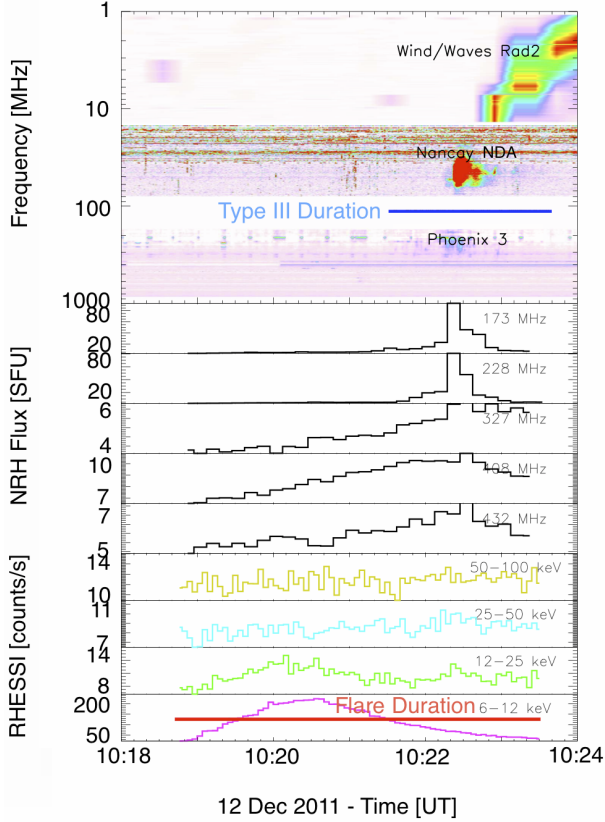 1
Wind/Waves Rad2
10
Nancay NDA
100
Type III Duration
Phoenix 3
1000
Frequency [MHz]
80
173 MHz
20
80
228 MHz
20
6
327 MHz
4
10
408 MHz
7
7
432 MHz
5
NRH Flux [SFU]
14
50-100 keV
10
11
25-50 keV
7
14
12-25 keV
8
200
Flare Duration
6-12 keV
50
RHESSI [counts/s]
10:18
10:20
10:22
10:24
12 Dec 2011 - Time [UT]